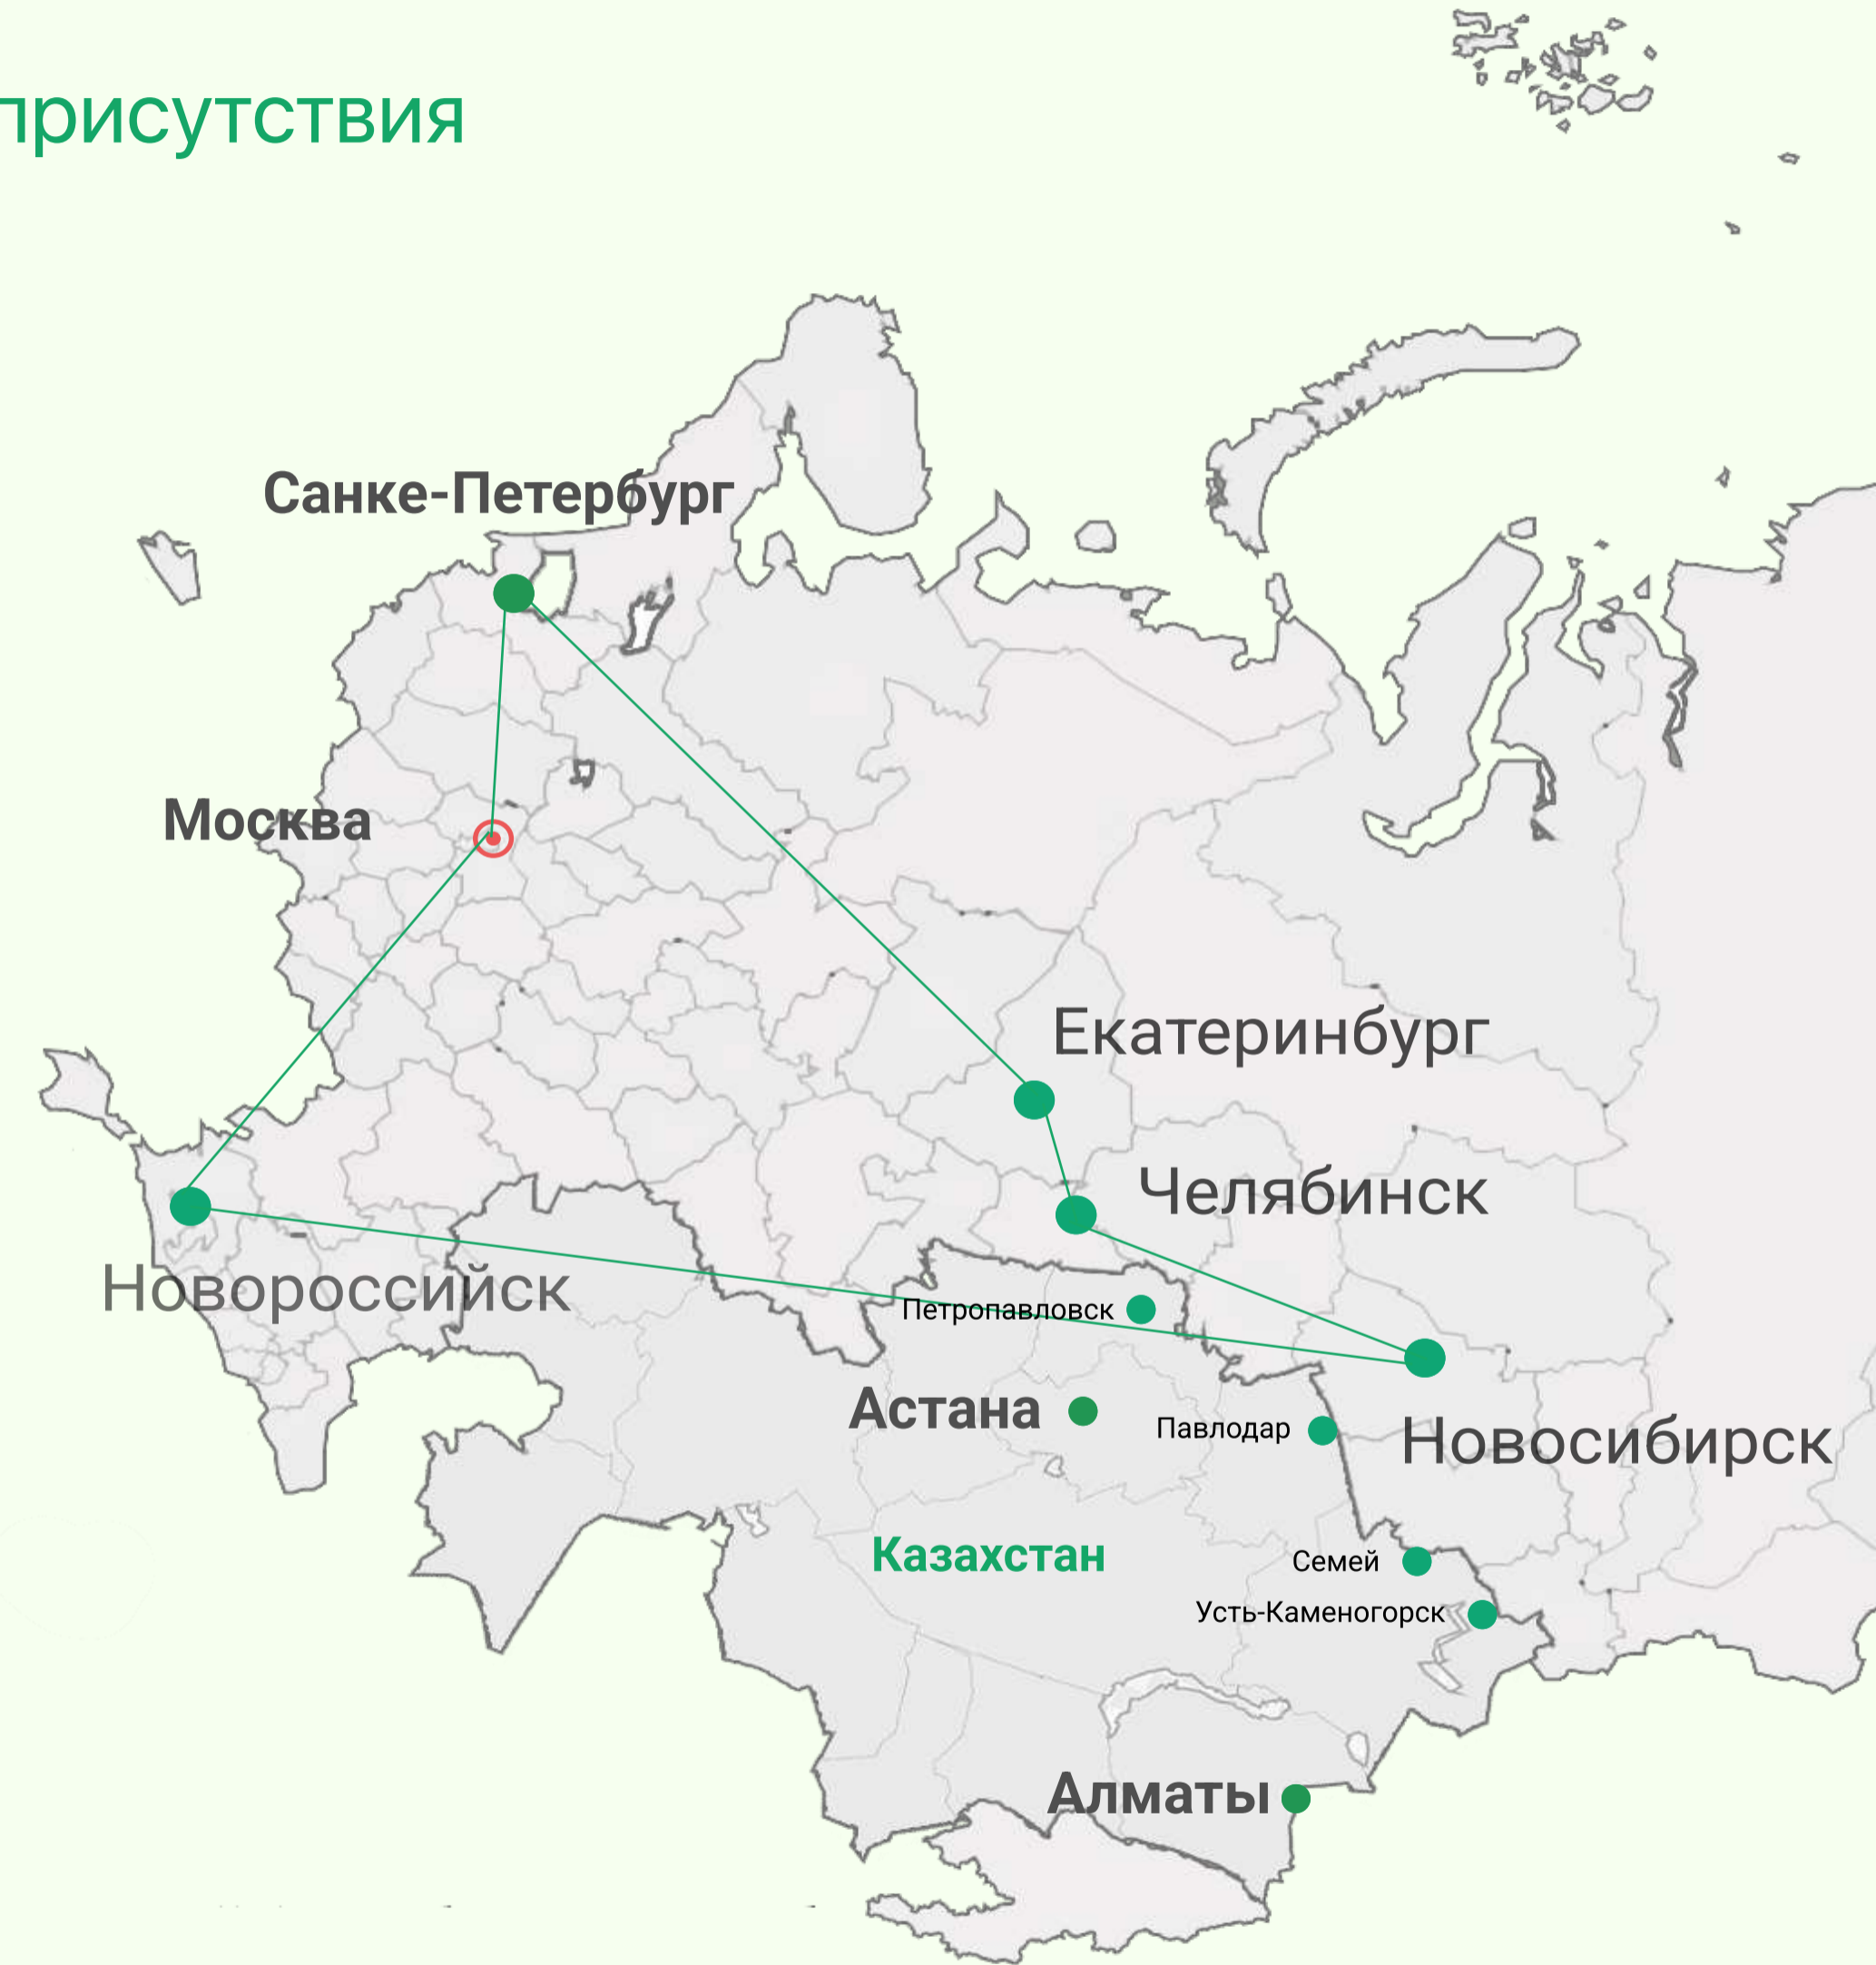 присутствия
Санке-Петербург
Москва
Екатеринбург
Челябинск
Новороссийск
Петропавловск
Астана
Павлодар
Новосибирск
Казахстан
Семей
Усть-Каменогорск
Алматы